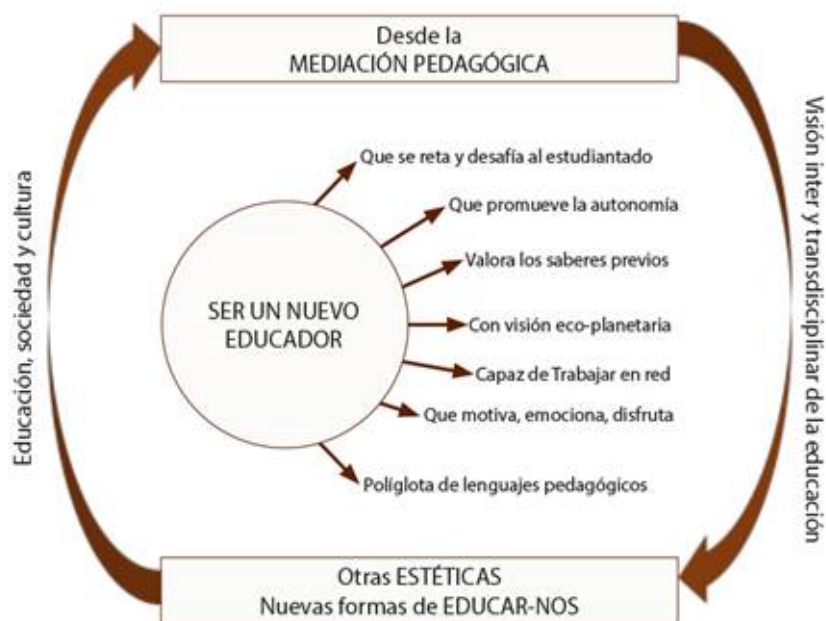 Desde la
MEDIACIÓN PEDAGÓGICA
Educación, sociedad y cultura
Visión inter y transdisciplinar de la educación
SER UN NUEVO
EDUCADOR
Que se reta y desafía al estudiantado
Que promueve la autonomía
Valora los saberes previos
Con visión eco-planetaria
Capaz de Trabajar en red
Que motiva, emociona, disfruta
Políglota de lenguajes pedagógicos
Otras ESTÉTICAS
Nuevas formas de EDUCAR-NOS